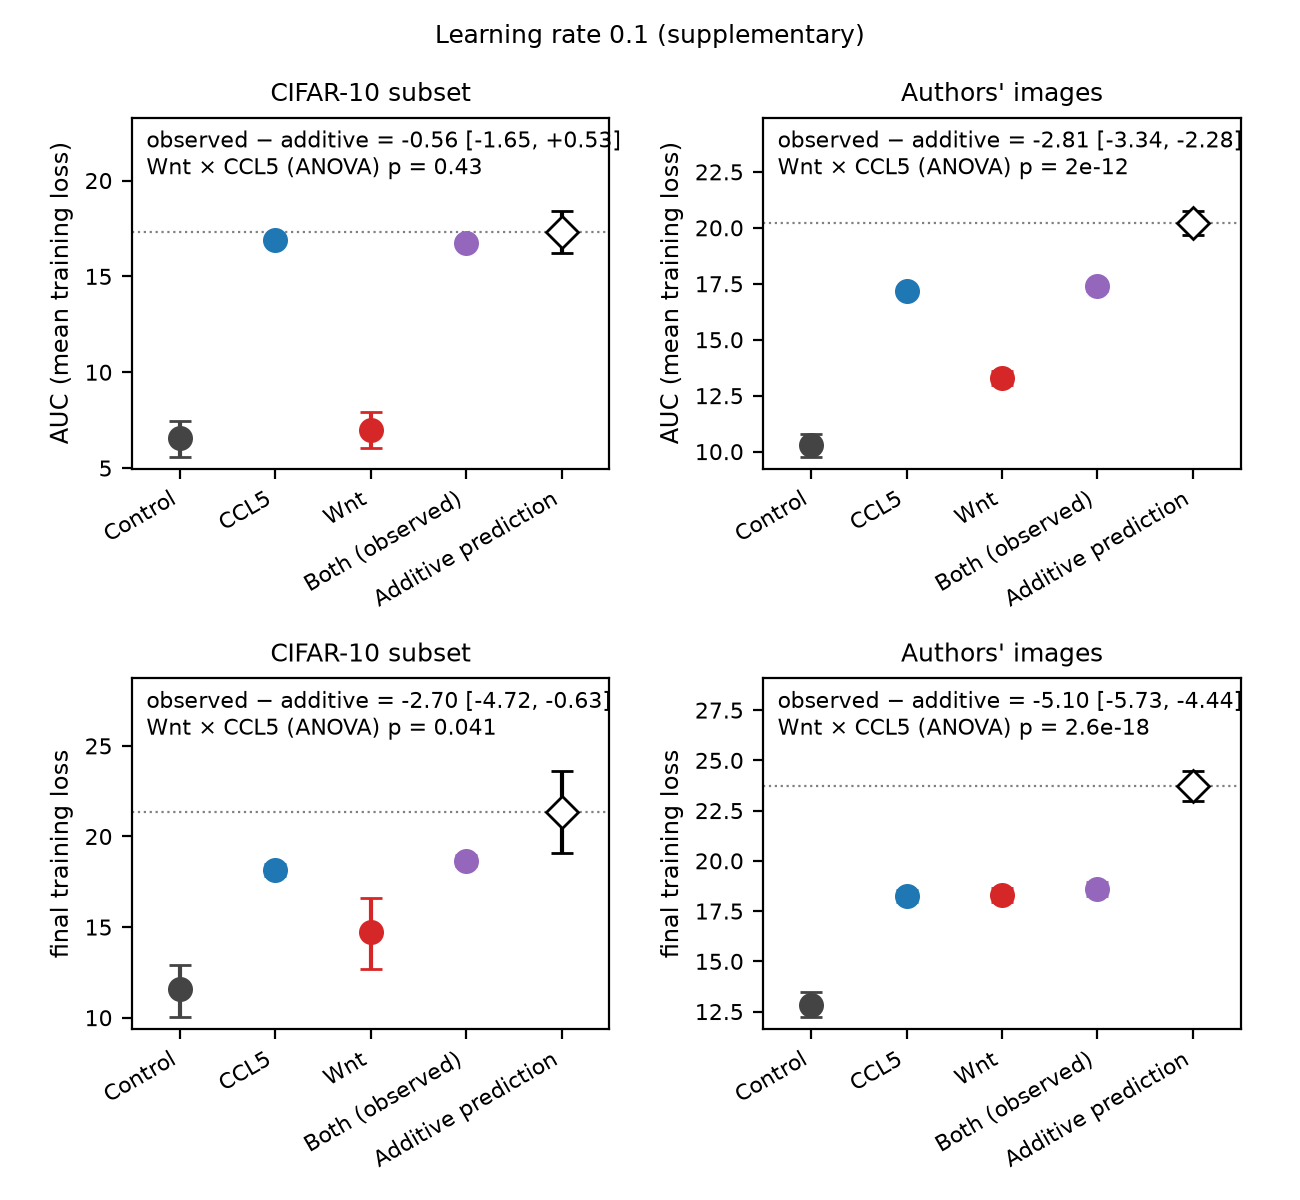 Learning rate 0.1 (supplementary)
CIFAR-10 subset
observed − additive = -0.56 [-1.65, +0.53]
Wnt × CCL5 (ANOVA) p = 0.43
AUC (mean training loss)
20
15
10
5
Control
CCL5
Wnt
Both (observed)
Additive prediction
Authors' images
observed − additive = -2.81 [-3.34, -2.28]
Wnt × CCL5 (ANOVA) p = 2e-12
AUC (mean training loss)
22.5
20.0
17.5
15.0
12.5
10.0
Control
CCL5
Wnt
Both (observed)
Additive prediction
CIFAR-10 subset
observed − additive = -2.70 [-4.72, -0.63]
Wnt × CCL5 (ANOVA) p = 0.041
final training loss
25
20
15
10
Control
CCL5
Wnt
Both (observed)
Additive prediction
Authors' images
observed − additive = -5.10 [-5.73, -4.44]
Wnt × CCL5 (ANOVA) p = 2.6e-18
final training loss
27.5
25.0
22.5
20.0
17.5
15.0
12.5
Control
CCL5
Wnt
Both (observed)
Additive prediction